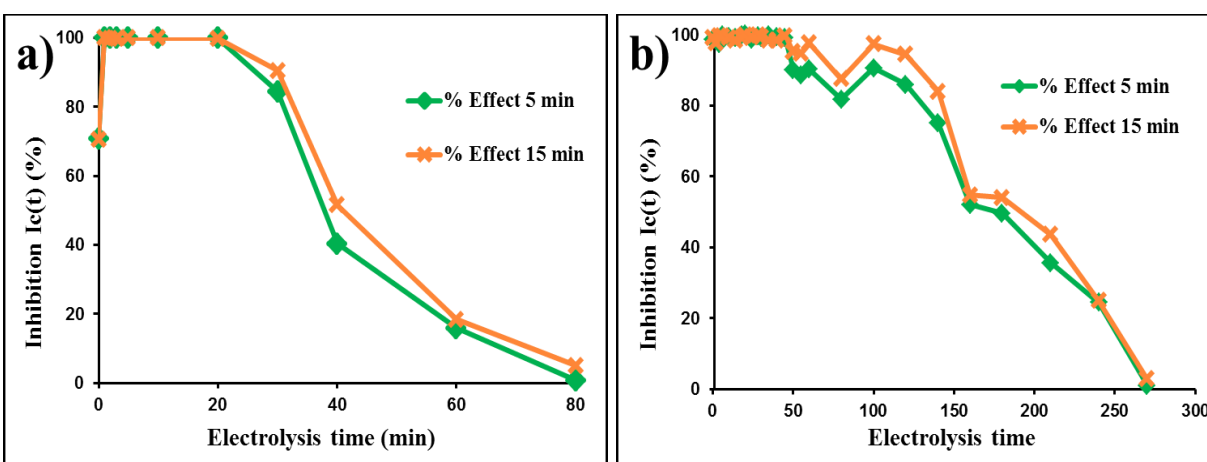 a)
Inhibition Ic(t) (%)
100
80
60
40
20
0
% Effect 5 min
% Effect 15 min
0 20 40 60 80
Electrolysis time (min)
b)
Inhibition Ic(t) (%)
100
80
60
40
20
0
% Effect 5 min
% Effect 15 min
0 50 100 150 200 250 300
Electrolysis time